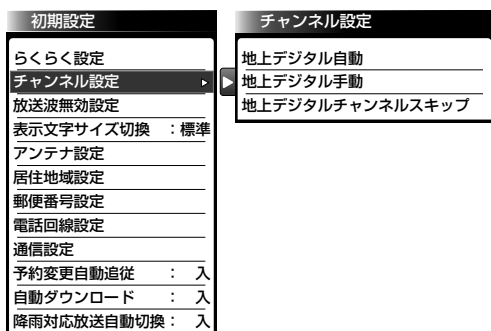 初期設定
らくらく設定
チャンネル設定
放送波無効設定
表示文字サイズ切換 : 標準
アンテナ設定
居住地域設定
郵便番号設定
電話回線設定
通信設定
予約変更自動追従 : 入
自動ダウンロード : 入
降雨対応放送自動切換 : 入
チャンネル設定
地上デジタル自動
地上デジタル手動
地上デジタルチャンネルスキップ